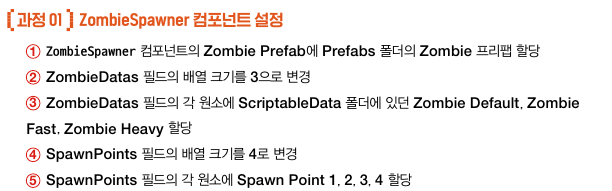 [과정 01] ZombieSpawner 컴포넌트 설정
① ZombieSpawner 컴포넌트의 Zombie Prefab에 Prefabs 폴더의 Zombie 프리팹 할당
② ZombieDatas 필드의 배열 크기를 3으로 변경
③ ZombieDatas 필드의 각 원소에 ScriptableData 폴더에 있던 Zombie Default, Zombie
Fast, Zombie Heavy 할당
④ SpawnPoints 필드의 배열 크기를 4로 변경
⑤ SpawnPoints 필드의 각 원소에 Spawn Point 1, 2, 3, 4 할당